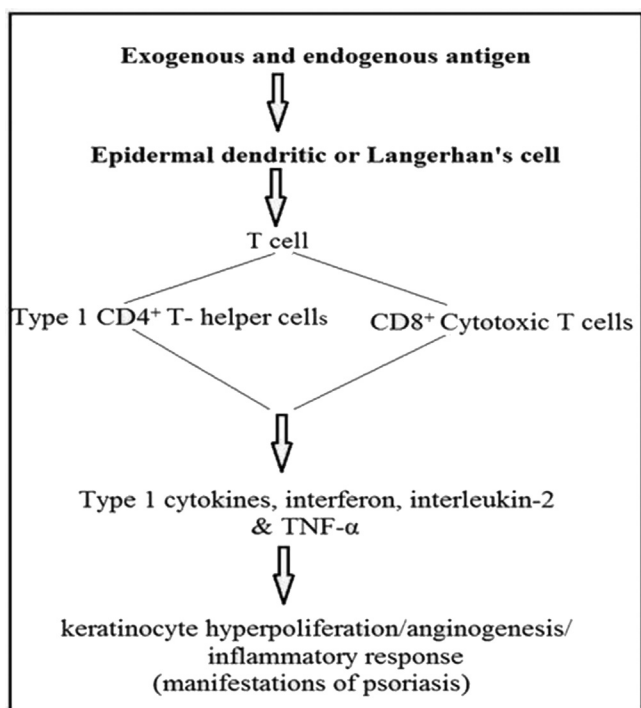 Exogenous and endogenous antigen
Epidermal dendritic or Langerhan's cell
T cell
Type 1 CD4⁺ T- helper cells
CD8⁺ Cytotoxic T cells
Type 1 cytokines, interferon, interleukin-2
& TNF-α
keratinocyte hyperpoliferation/anginogenesis/
inflammatory response
(manifestations of psoriasis)